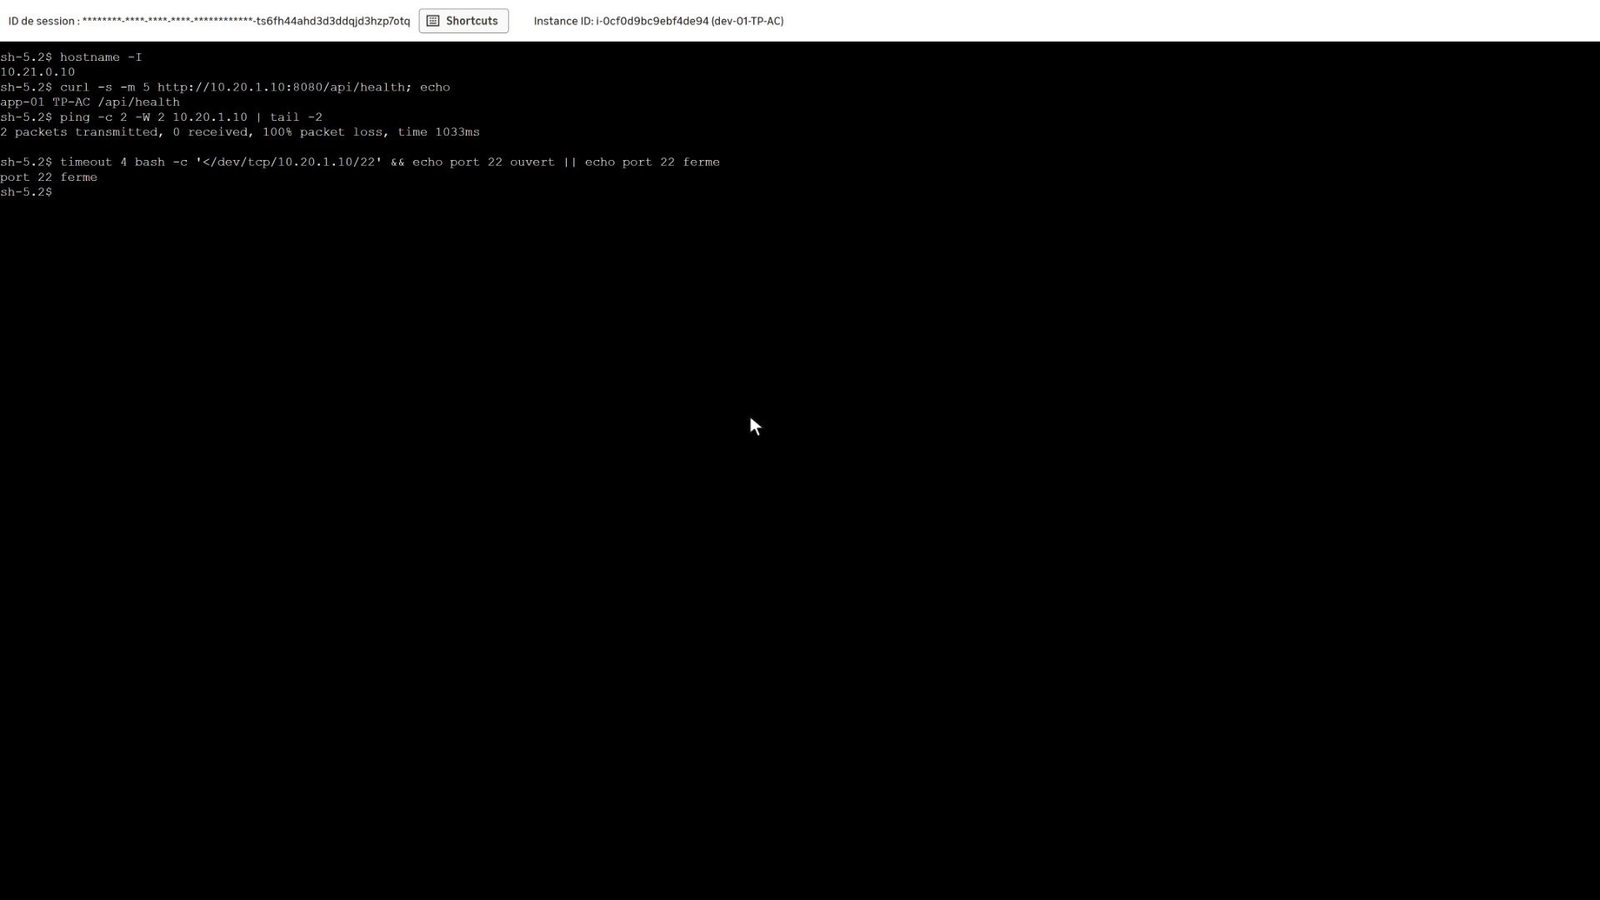 ID de session : ********-****-****-****-************-ts6fh44ahd3d3ddqjd3hzp7otq Shortcuts Instance ID: i-0cf0d9bc9ebf4de94 (dev-01-TP-AC)
sh-5.2$ hostname -I
10.21.0.10
sh-5.2$ curl -s -m 5 http://10.20.1.10:8080/api/health; echo
app-01 TP-AC /api/health
sh-5.2$ ping -c 2 -W 2 10.20.1.10 | tail -2
2 packets transmitted, 0 received, 100% packet loss, time 1033ms
sh-5.2$ timeout 4 bash -c '</dev/tcp/10.20.1.10/22' && echo port 22 ouvert || echo port 22 ferme
port 22 ferme
sh-5.2$